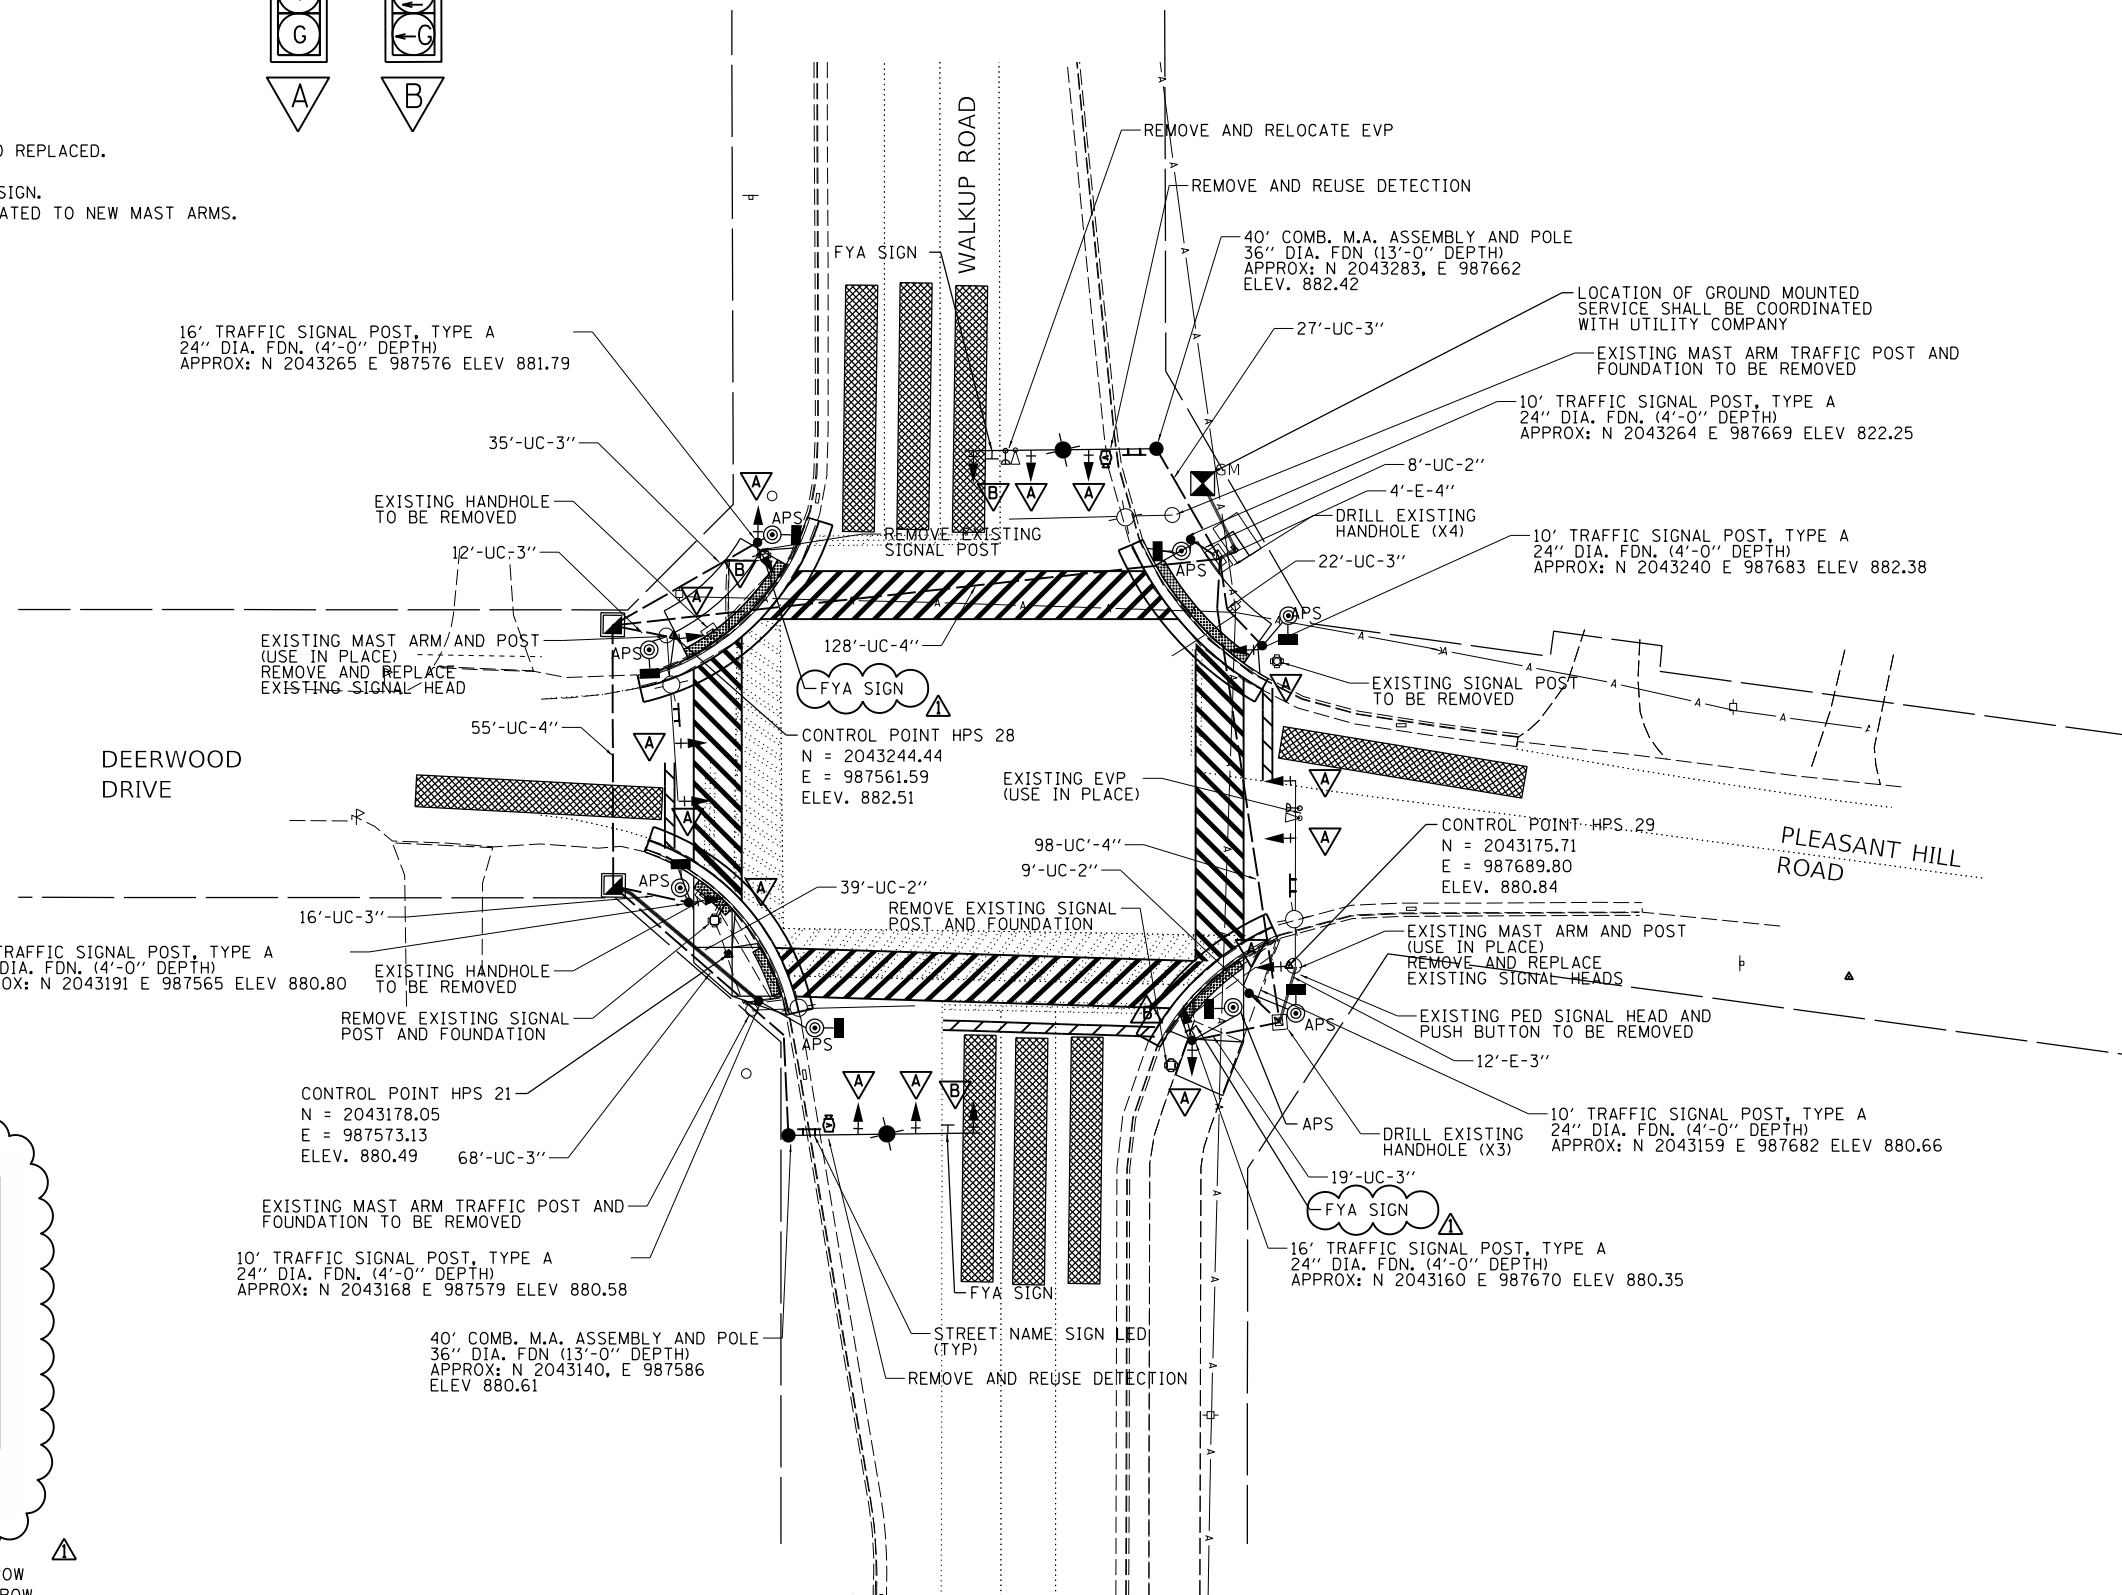 G
←G
A
B
REPLACED.
SIGN.
ATED TO NEW MAST ARMS.
WALKUP ROAD
REMOVE AND RELOCATE EVP
REMOVE AND REUSE DETECTION
FYA SIGN
40' COMB. M.A. ASSEMBLY AND POLE
36" DIA. FDN (13'-0" DEPTH)
APPROX: N 2043283, E 987662
ELEV. 882.42
LOCATION OF GROUND MOUNTED
SERVICE SHALL BE COORDINATED
WITH UTILITY COMPANY
16' TRAFFIC SIGNAL POST, TYPE A
24" DIA. FDN. (4'-0" DEPTH)
APPROX: N 2043265 E 987576 ELEV 881.79
27'-UC-3"
EXISTING MAST ARM TRAFFIC POST AND
FOUNDATION TO BE REMOVED
10' TRAFFIC SIGNAL POST, TYPE A
24" DIA. FDN. (4'-0" DEPTH)
APPROX: N 2043264 E 987669 ELEV 822.25
35'-UC-3"
GM
8'-UC-2"
4'-E-4"
A
B
A
A
EXISTING HANDHOLE
TO BE REMOVED
APS
REMOVE EXISTING
SIGNAL POST
DRILL EXISTING
HANDHOLE (X4)
12'-UC-3"
22'-UC-3"
10' TRAFFIC SIGNAL POST, TYPE A
24" DIA. FDN. (4'-0" DEPTH)
APPROX: N 2043240 E 987683 ELEV 882.38
B
A
APS
APS
EXISTING MAST ARM AND POST
(USE IN PLACE)
REMOVE AND REPLACE
EXISTING SIGNAL HEAD
APS
128'-UC-4"
FYA SIGN
1
A
EXISTING SIGNAL POST
TO BE REMOVED
55'-UC-4"
A
CONTROL POINT HPS 28
N = 2043244.44
E = 987561.59
ELEV. 882.51
DEERWOOD
DRIVE
EXISTING EVP
(USE IN PLACE)
A
A
A
CONTROL POINT HPS 29
N = 2043175.71
E = 987689.80
ELEV. 880.84
PLEASANT HILL
ROAD
98-UC'-4"
9'-UC-2"
APS
A
39'-UC-2"
16'-UC-3"
REMOVE EXISTING SIGNAL
POST AND FOUNDATION
TRAFFIC SIGNAL POST, TYPE A
DIA. FDN. (4'-0" DEPTH)
OX: N 2043191 E 987565 ELEV 880.80
EXISTING HANDHOLE
TO BE REMOVED
A
EXISTING MAST ARM AND POST
(USE IN PLACE)
REMOVE AND REPLACE
EXISTING SIGNAL HEADS
REMOVE EXISTING SIGNAL
POST AND FOUNDATION
APS
B
APS
EXISTING PED SIGNAL HEAD AND
PUSH BUTTON TO BE REMOVED
12'-E-3"
CONTROL POINT HPS 21
N = 2043178.05
E = 987573.13
ELEV. 880.49
A
A
B
A
68'-UC-3"
APS
DRILL EXISTING
HANDHOLE (X3)
10' TRAFFIC SIGNAL POST, TYPE A
24" DIA. FDN. (4'-0" DEPTH)
APPROX: N 2043159 E 987682 ELEV 880.66
19'-UC-3"
FYA SIGN
1
EXISTING MAST ARM TRAFFIC POST AND
FOUNDATION TO BE REMOVED
16' TRAFFIC SIGNAL POST, TYPE A
24" DIA. FDN. (4'-0" DEPTH)
APPROX: N 2043160 E 987670 ELEV 880.35
10' TRAFFIC SIGNAL POST, TYPE A
24" DIA. FDN. (4'-0" DEPTH)
APPROX: N 2043168 E 987579 ELEV 880.58
FYA SIGN
STREET NAME SIGN LED
(TYP)
40' COMB. M.A. ASSEMBLY AND POLE
36" DIA. FDN (13'-0" DEPTH)
APPROX: N 2043140, E 987586
ELEV 880.61
REMOVE AND REUSE DETECTION
1
OW
ROW